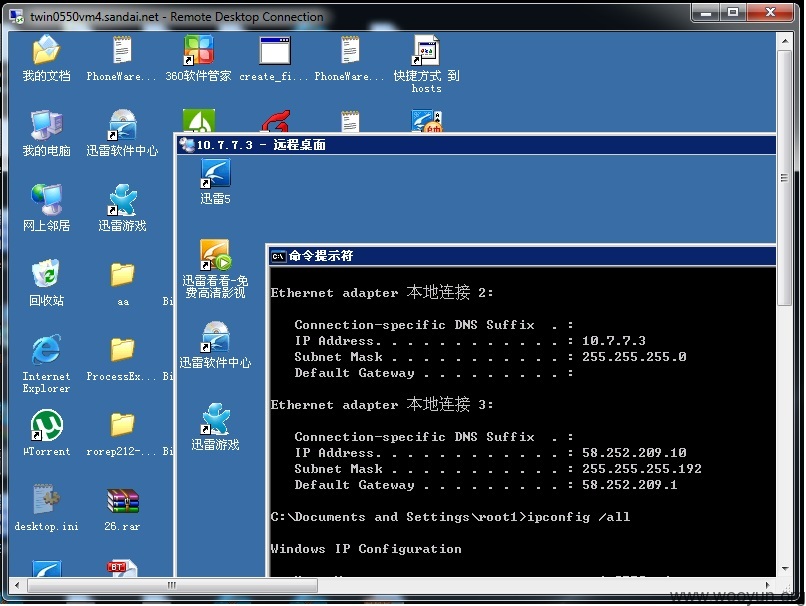 twin0550vm4.sandai.net - Remote Desktop Connection
我的文档
PhoneWare...
360软件管家
create_fi...
PhoneWare...
快捷方式 到
hosts
我的电脑
迅雷软件中心
网上邻居
迅雷游戏
回收站
aa
Bi
Internet
Explorer
ProcessEx...
Bi
µTorrent
rorep212-...
Bi
desktop.ini
26.rar
10.7.7.3 - 远程桌面
迅雷5
迅雷看看-免
费高清影视
迅雷软件中心
迅雷游戏
命令提示符
Ethernet adapter 本地连接 2:
Connection-specific DNS Suffix  . :
IP Address. . . . . . . . . . . . : 10.7.7.3
Subnet Mask . . . . . . . . . . . : 255.255.255.0
Default Gateway . . . . . . . . . :
Ethernet adapter 本地连接 3:
Connection-specific DNS Suffix  . :
IP Address. . . . . . . . . . . . : 58.252.209.10
Subnet Mask . . . . . . . . . . . : 255.255.255.192
Default Gateway . . . . . . . . . : 58.252.209.1
C:\Documents and Settings\root1>ipconfig /all
Windows IP Configuration